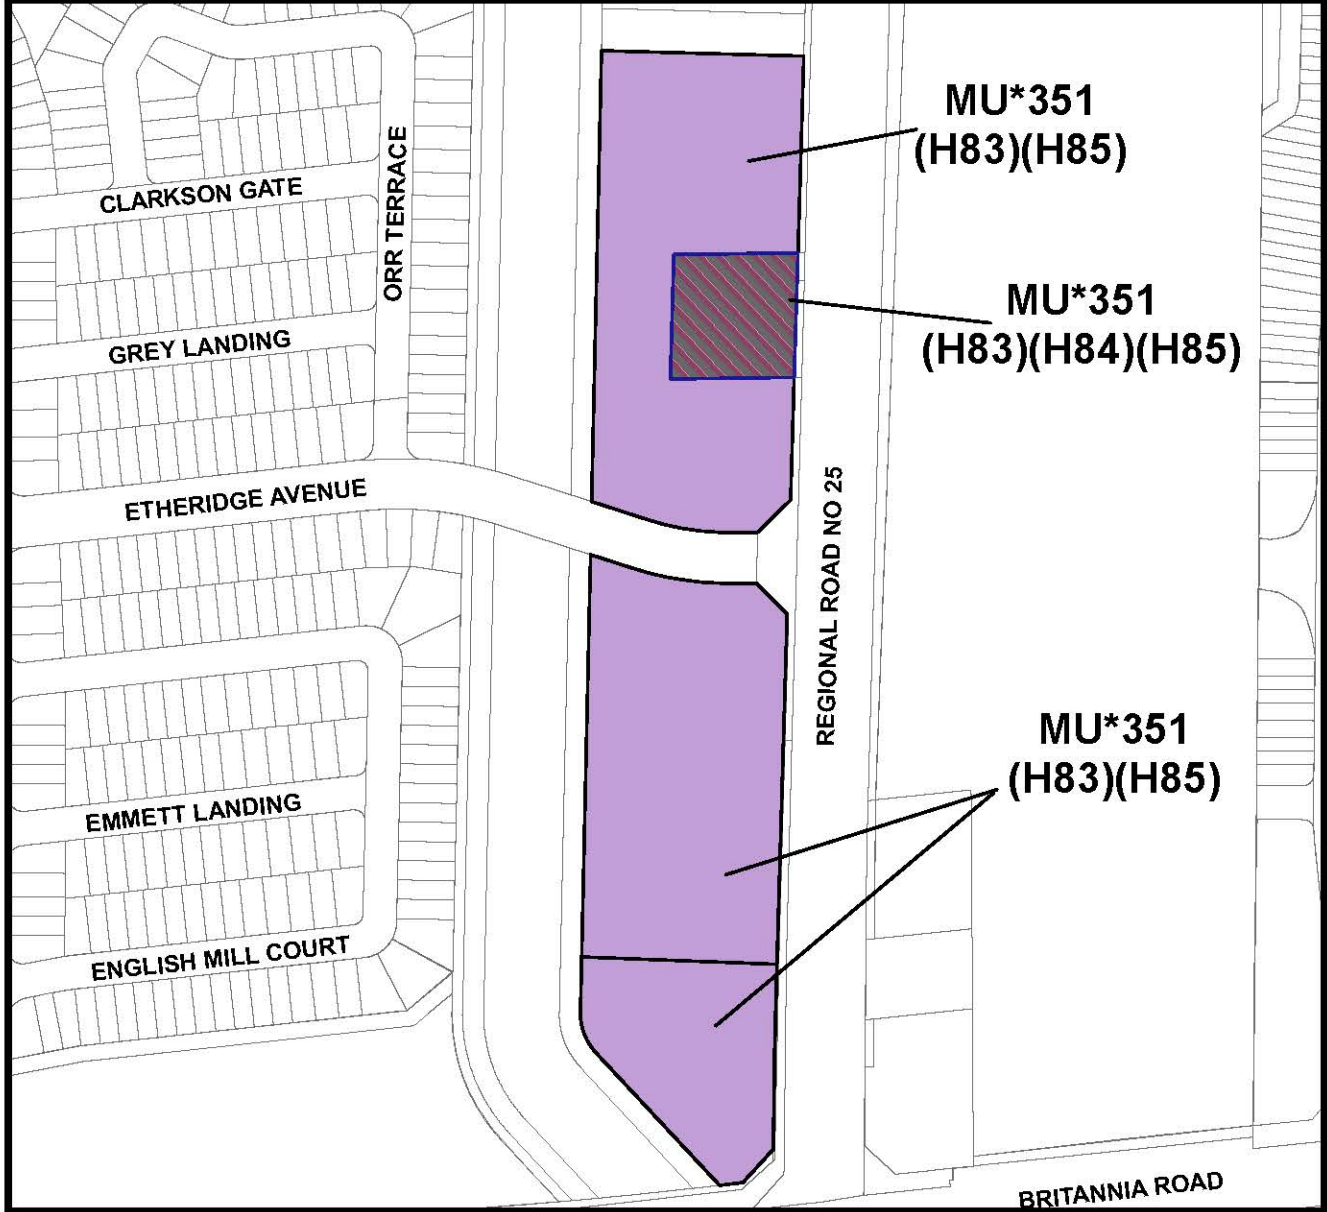 MU*351
(H83)(H85)
CLARKSON GATE
ORR TERRACE
MU*351
(H83)(H84)(H85)
GREY LANDING
ETHERIDGE AVENUE
REGIONAL ROAD NO 25
MU*351
(H83)(H85)
EMMETT LANDING
ENGLISH MILL COURT
BRITANNIA ROAD